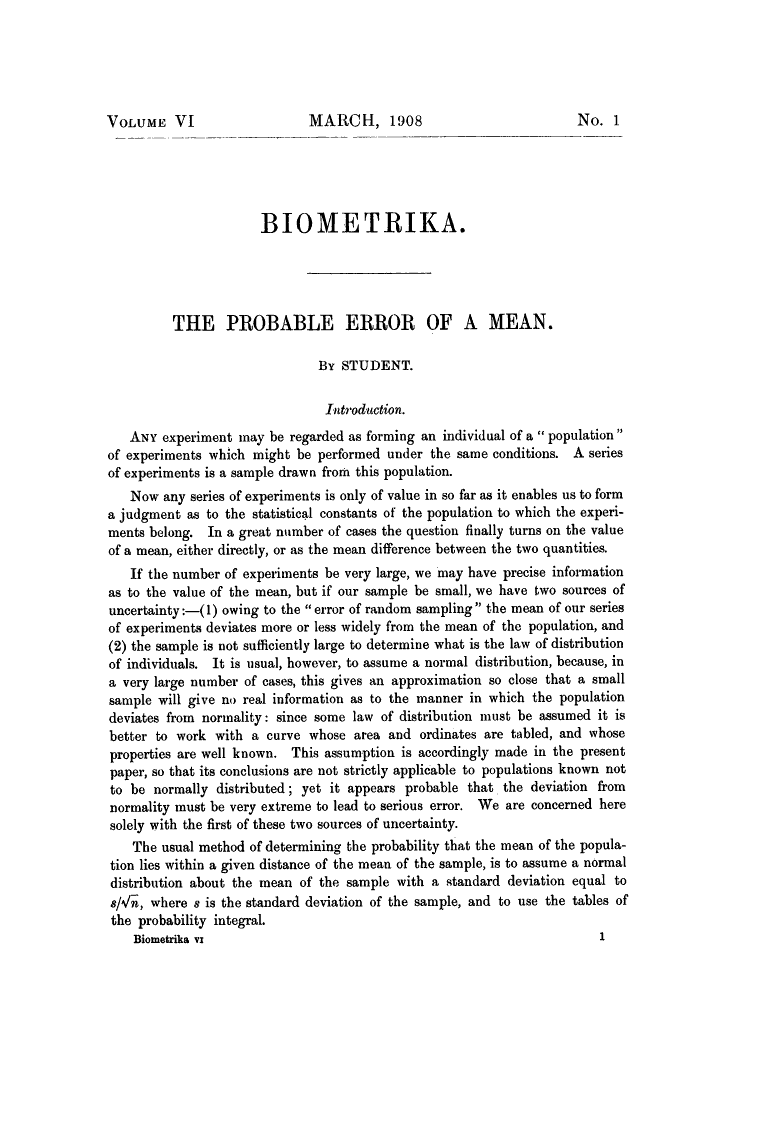 VOLUME VI MARCH, 1908 No. 1
BIOMETRIKA.
THE PROBABLE ERROR OF A MEAN.
BY STUDENT.
Introduction.
ANY experiment may be regarded as forming an individual of a “population”
of experiments which might be performed under the same conditions. A series
of experiments is a sample drawn from this population.
Now any series of experiments is only of value in so far as it enables us to form
a judgment as to the statistical constants of the population to which the experi-
ments belong. In a great number of cases the question finally turns on the value
of a mean, either directly, or as the mean difference between the two quantities.
If the number of experiments be very large, we may have precise information
as to the value of the mean, but if our sample be small, we have two sources of
uncertainty:—(1) owing to the “error of random sampling” the mean of our series
of experiments deviates more or less widely from the mean of the population, and
(2) the sample is not sufficiently large to determine what is the law of distribution
of individuals. It is usual, however, to assume a normal distribution, because, in
a very large number of cases, this gives an approximation so close that a small
sample will give no real information as to the manner in which the population
deviates from normality: since some law of distribution must be assumed it is
better to work with a curve whose area and ordinates are tabled, and whose
properties are well known. This assumption is accordingly made in the present
paper, so that its conclusions are not strictly applicable to populations known not
to be normally distributed; yet it appears probable that the deviation from
normality must be very extreme to lead to serious error. We are concerned here
solely with the first of these two sources of uncertainty.
The usual method of determining the probability that the mean of the popula-
tion lies within a given distance of the mean of the sample, is to assume a normal
distribution about the mean of the sample with a standard deviation equal to
s/√n, where s is the standard deviation of the sample, and to use the tables of
the probability integral.
Biometrika VI 1